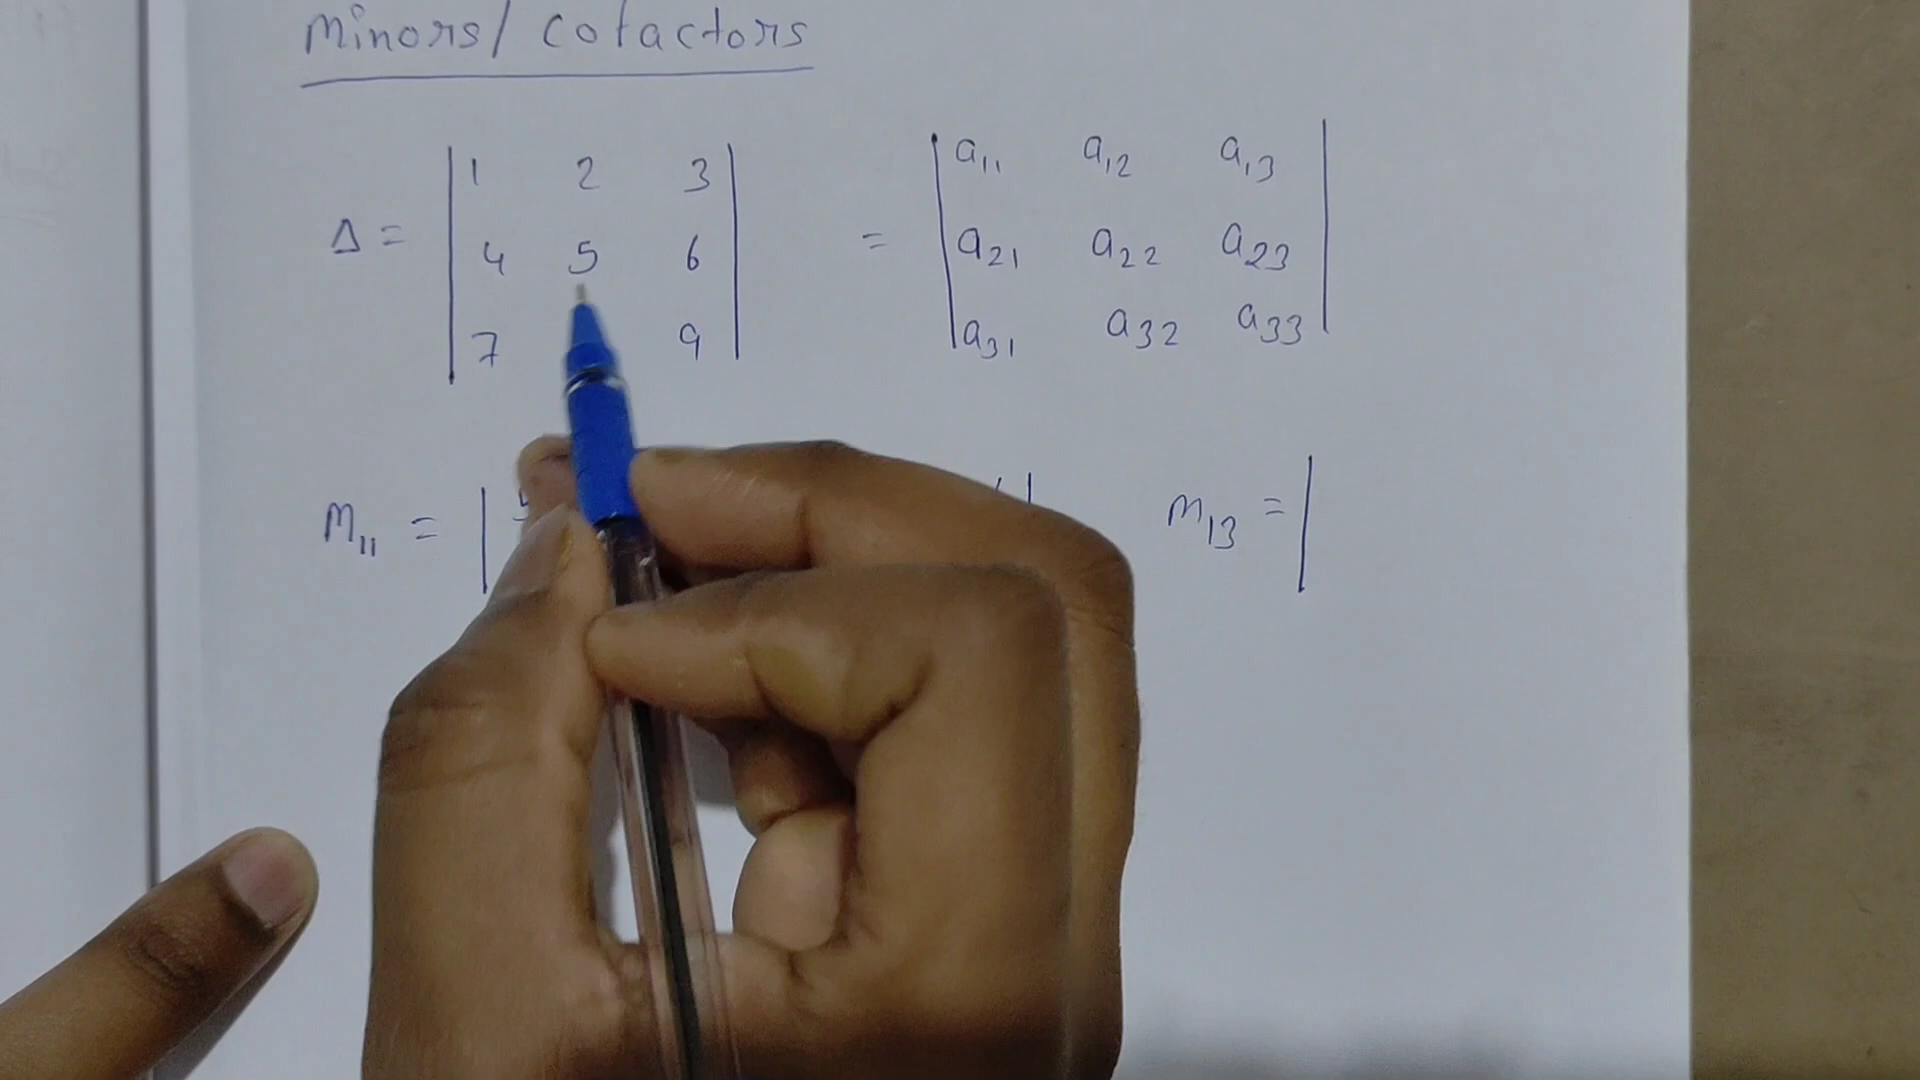 Minors/ cofactors
1 2 3 a₁₁ a₁₂ a₁₃
Δ = 4 5 6 = a₂₁ a₂₂ a₂₃
7 9 a₃₁ a₃₂ a₃₃
M₁₁ = | M₁₃ = |